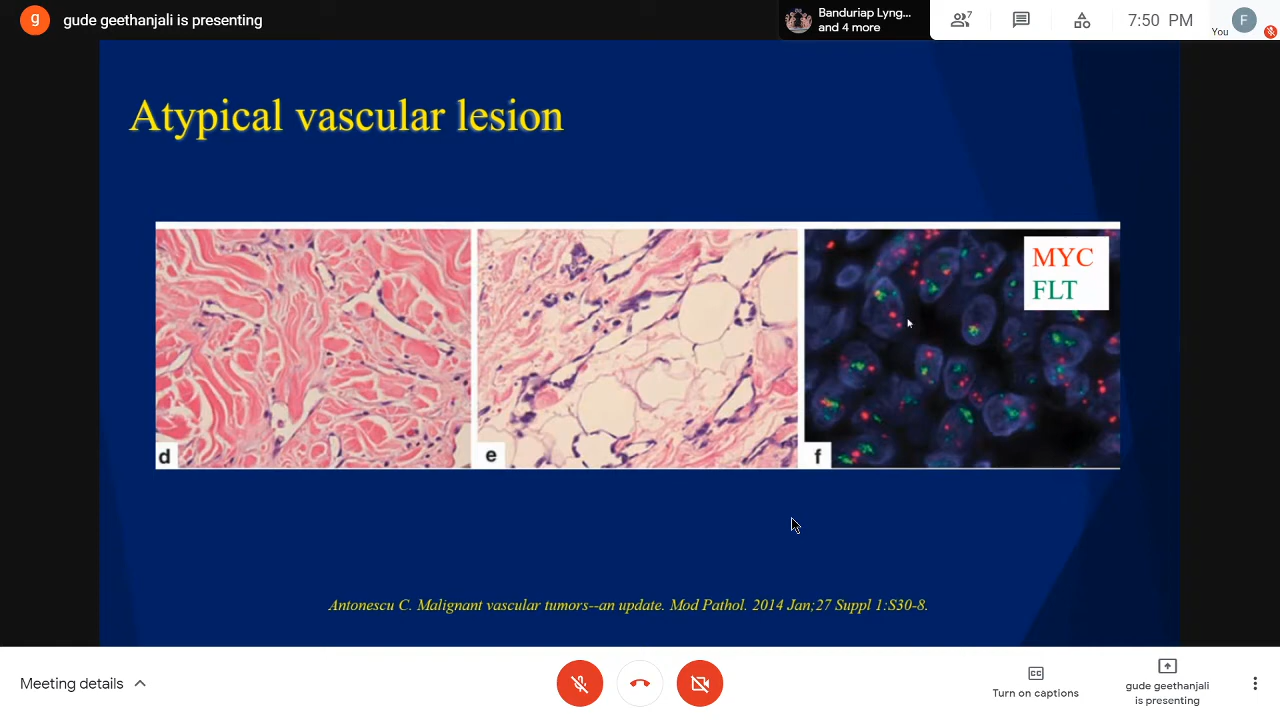 g
gude geethanjali is presenting
Banduriap Lyng...
and 4 more
7
7:50 PM
You
F
Atypical vascular lesion
MYC
FLT
d
e
f
Antonescu C. Malignant vascular tumors--an update. Mod Pathol. 2014 Jan;27 Suppl 1:S30-8.
Meeting details
CC
Turn on captions
gude geethanjali
is presenting